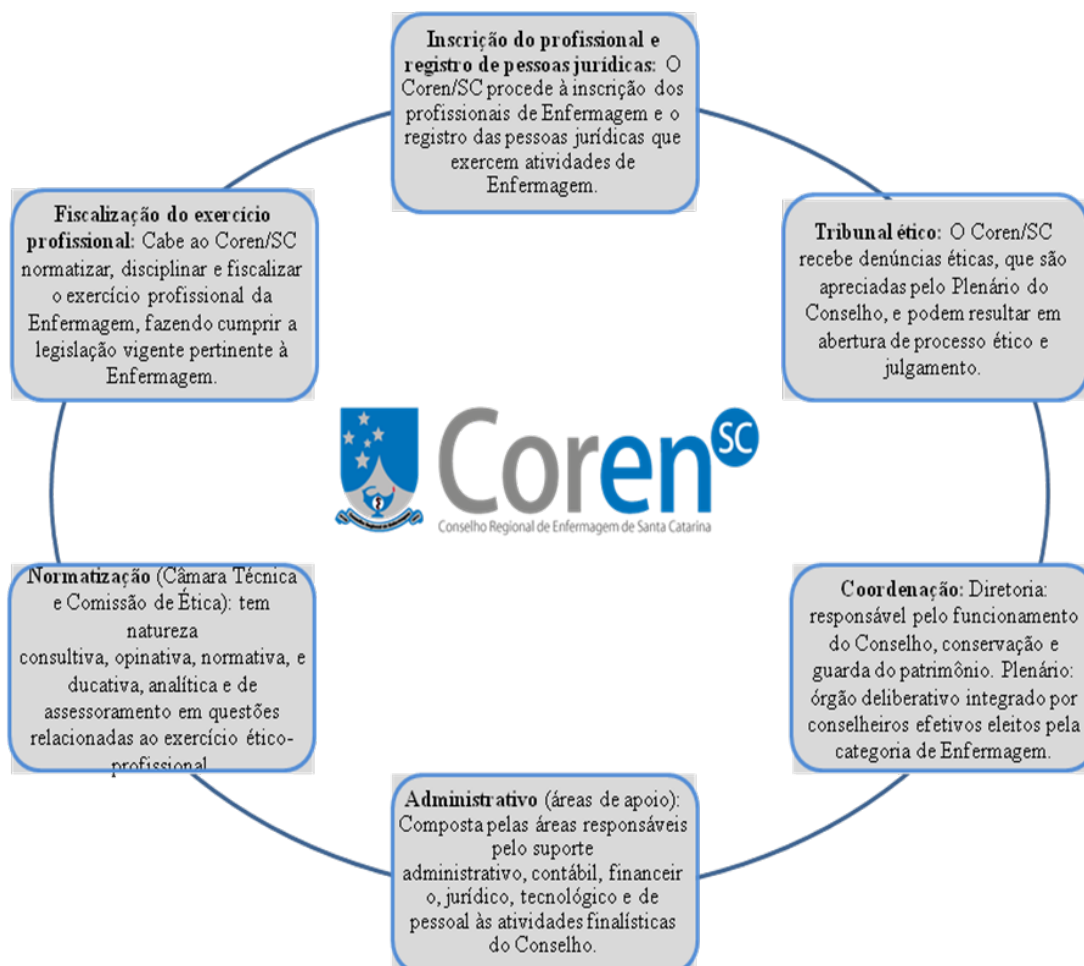 Inscrição do profissional e
registro de pessoas jurídicas: O
Coren/SC procede à inscrição dos
profissionais de Enfermagem e o
registro das pessoas jurídicas que
exercem atividades de
Enfermagem.
Tribunal ético: O Coren/SC
recebe denúncias éticas, que são
apreciadas pelo Plenário do
Conselho, e podem resultar em
abertura de processo ético e
julgamento.
Coordenação: Diretoria:
responsável pelo funcionamento
do Conselho, conservação e
guarda do patrimônio. Plenário:
órgão deliberativo integrado por
conselheiros efetivos eleitos pela
categoria de Enfermagem.
Administrativo (áreas de apoio):
Composta pelas áreas responsáveis
pelo suporte
administrativo, contábil, financeir
o, jurídico, tecnológico e de
pessoal às atividades finalísticas
do Conselho.
Normatização (Câmara Técnica
e Comissão de Ética): tem
natureza
consultiva, opinativa, normativa, e
ducativa, analítica e de
assessoramento em questões
relacionadas ao exercício ético-
profissional
Fiscalização do exercício
profissional: Cabe ao Coren/SC
normatizar, disciplinar e fiscalizar
o exercício profissional da
Enfermagem, fazendo cumprir a
legislação vigente pertinente à
Enfermagem.
Coren SC
Conselho Regional de Enfermagem de Santa Catarina